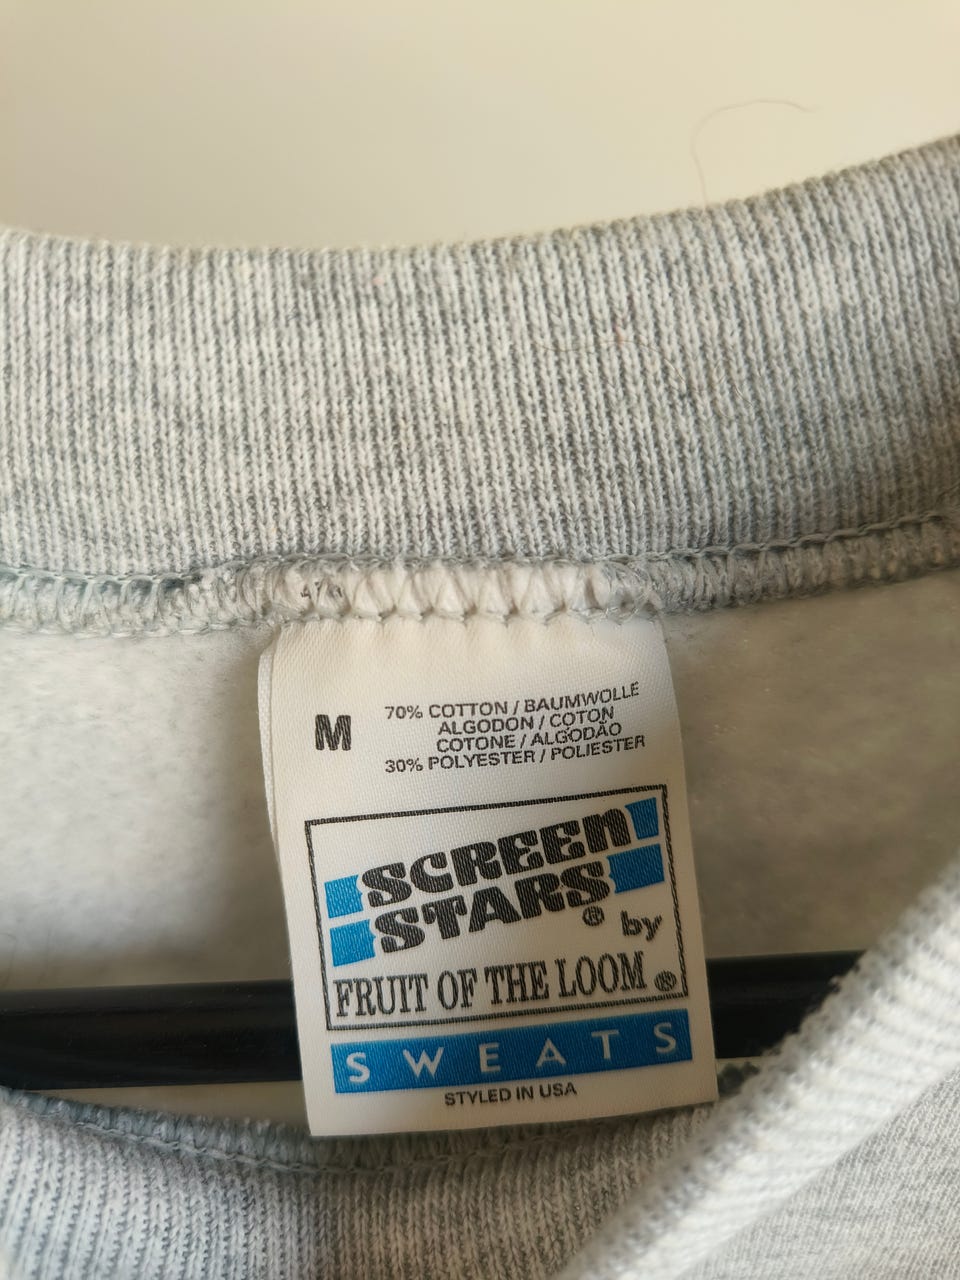 M
70% COTTON / BAUMWOLLE
ALGODON / COTON
COTONE / ALGODÃO
30% POLYESTER / POLIESTER
SCREEN
STARS® by
FRUIT OF THE LOOM®
SWEATS
STYLED IN USA